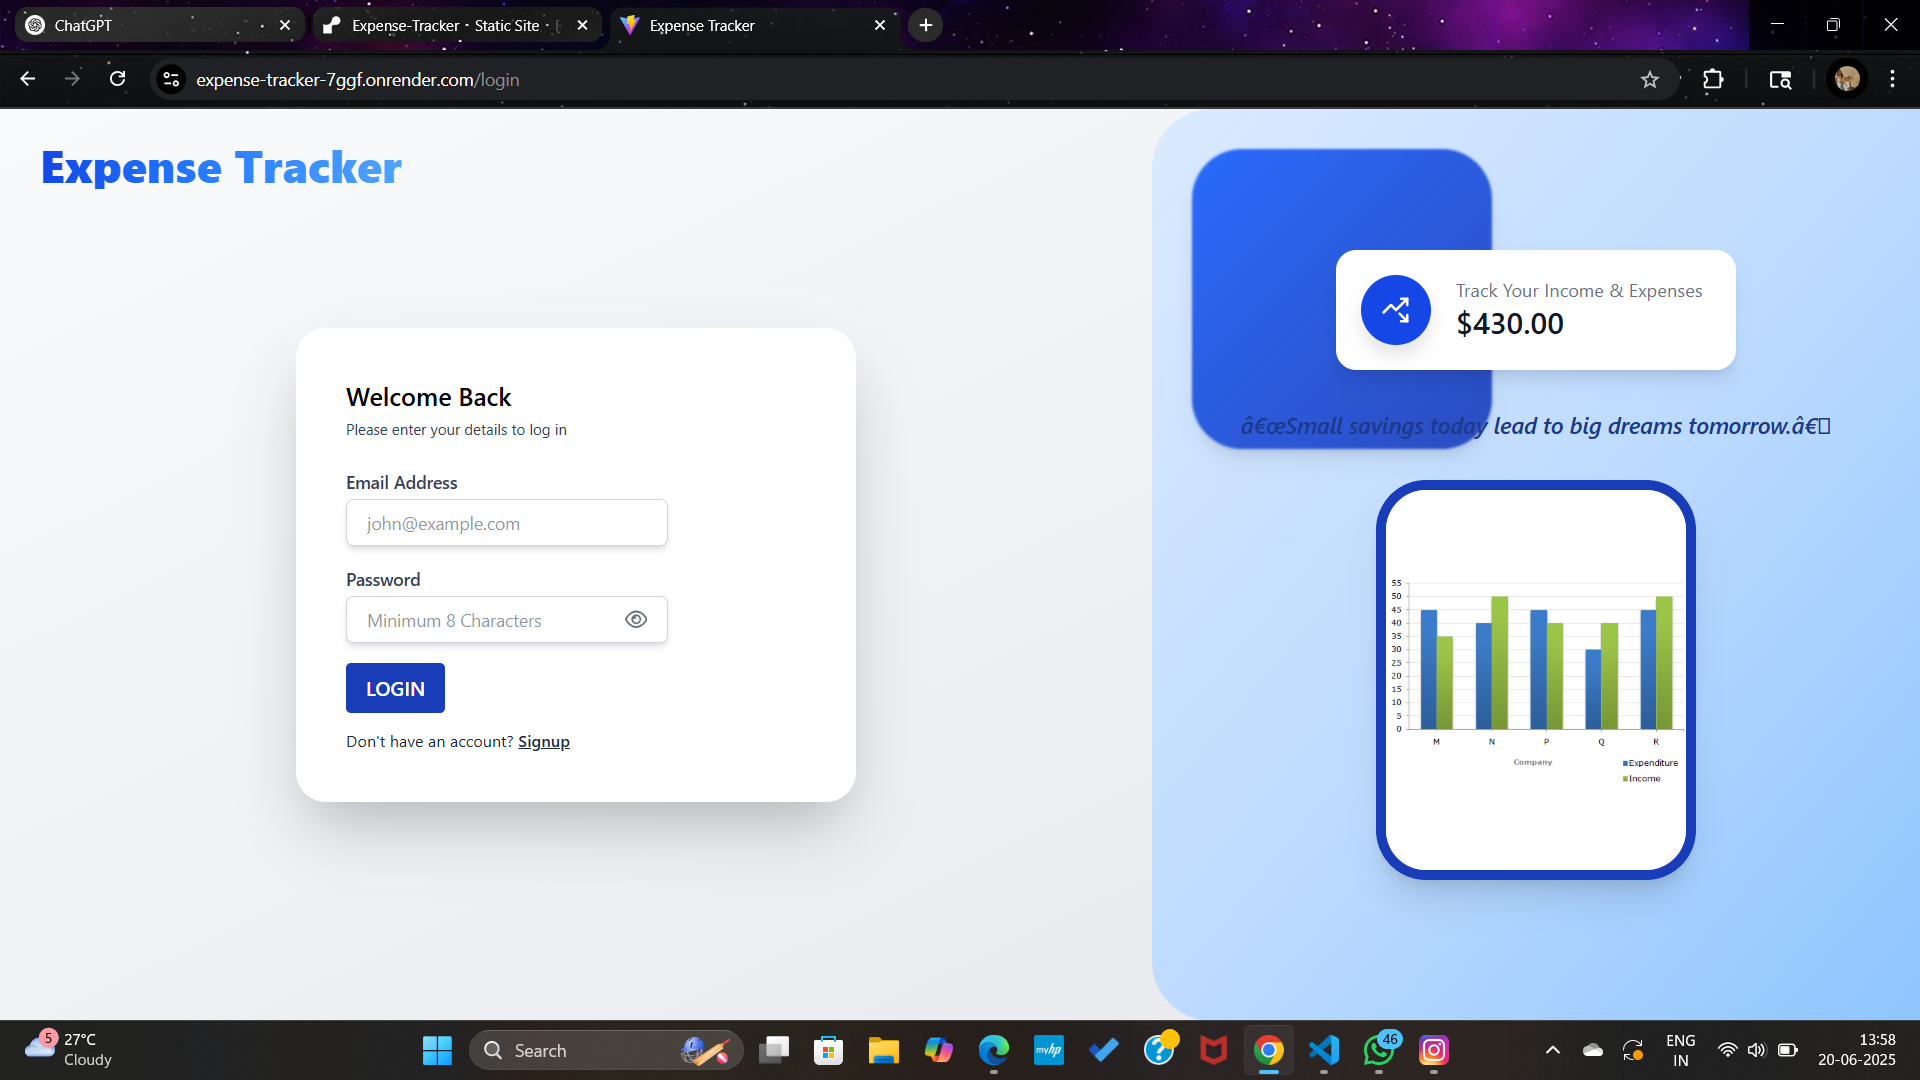 ChatGPT
Expense-Tracker · Static Site ·
Expense Tracker
expense-tracker-7ggf.onrender.com/login
Expense Tracker
Welcome Back
Please enter your details to log in
Email Address
john@example.com
Password
Minimum 8 Characters
LOGIN
Don't have an account? Signup
Track Your Income & Expenses
$430.00
â€œSmall savings today lead to big dreams tomorrow.â€
55
50
45
40
35
30
25
20
15
10
5
0
M N P Q R
Company
Expenditure
Income
5
27°C
Cloudy
Search
myhp
46
ENG
IN
13:58
20-06-2025